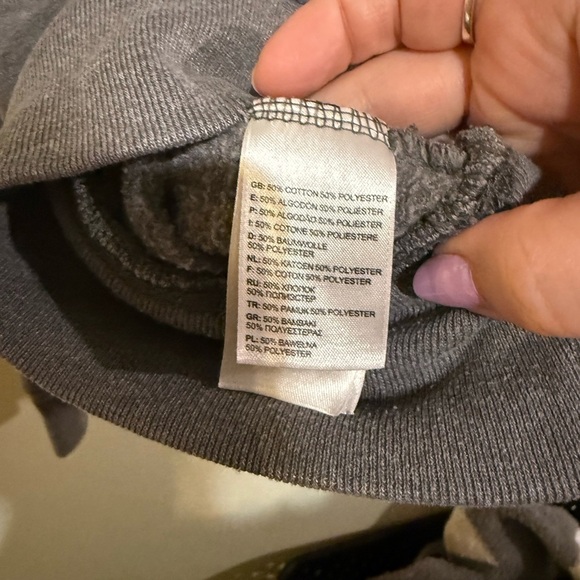 GB: 50% COTTON 50% POLYESTER
E: 50% ALGODON 50% POLIESTER
P: 50% ALGODÃO 50% POLIESTER
I: 50% COTONE 50% POLIESTERE
D: 50% BAUMWOLLE
50% POLYESTER
NL: 50% KATOEN 50% POLYESTER
F: 50% COTON 50% POLYESTER
RU: 50% ХЛОПОК
50% ПОЛИЭСТЕР
TR: 50% PAMUK 50% POLYESTER
GR: 50% ΒΑΜΒΑΚΙ
50% ΠΟΛΥΕΣΤΕΡΑΣ
PL: 50% BAWEŁNA
50% POLYESTER